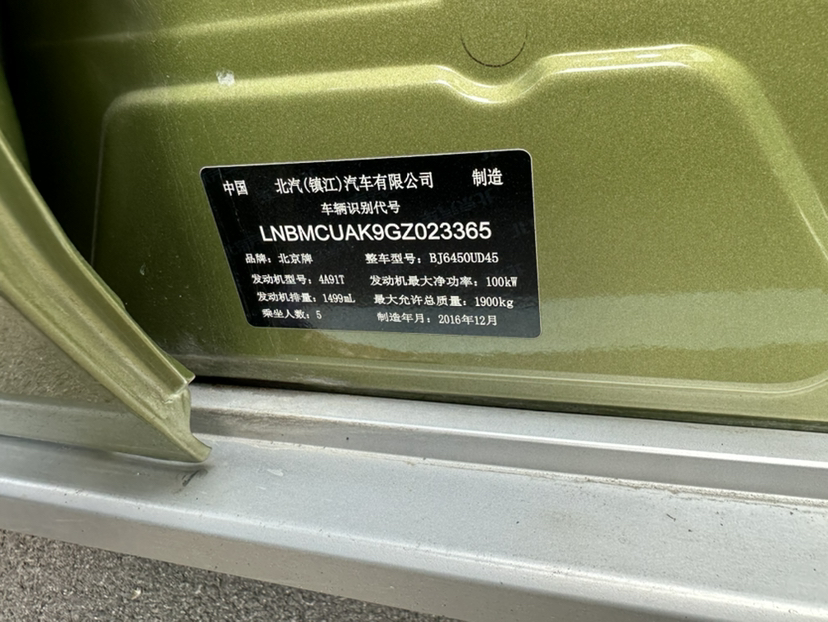 中国 北汽(镇江)汽车有限公司 制造
车辆识别代号
LNBMCUAK9GZ023365
品牌：北京牌 整车型号：BJ6450UD45
发动机型号：4A91T 发动机最大净功率：100kW
发动机排量：1499mL 最大允许总质量：1900kg
乘坐人数：5 制造年月：2016年12月